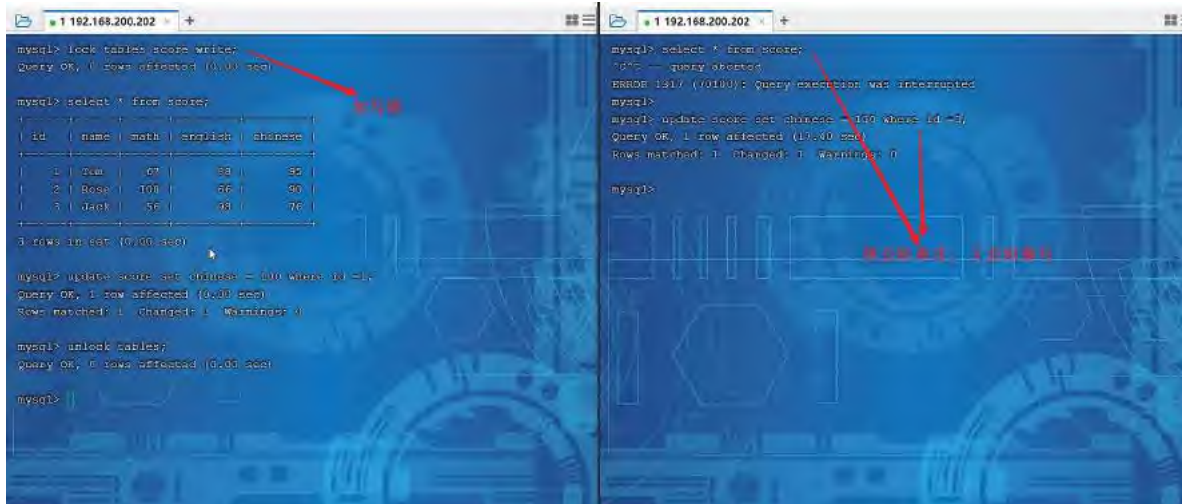 1 192.168.200.202
mysql> lock tables score write;
Query OK, 0 rows affected (0.00 sec)
mysql> select * from score;
| id | name | math | english | chinese |
| 1 | Tom | 67 | 88 | 95 |
| 2 | Rose | 100 | 66 | 90 |
| 3 | Jack | 56 | 98 | 76 |
3 rows in set (0.00 sec)
mysql> update score set chinese = 100 where id =1;
Query OK, 1 row affected (0.00 sec)
Rows matched: 1 Changed: 1 Warnings: 0
mysql> unlock tables;
Query OK, 0 rows affected (0.00 sec)
mysql>
加写锁
1 192.168.200.202
mysql> select * from score;
^C^C -- query aborted
ERROR 1317 (70100): Query execution was interrupted
mysql>
mysql> update score set chinese = 100 where id =
Query OK, 1 row affected (
Rows matched: 1 Changed: 1 Warnings: 0
mysql>